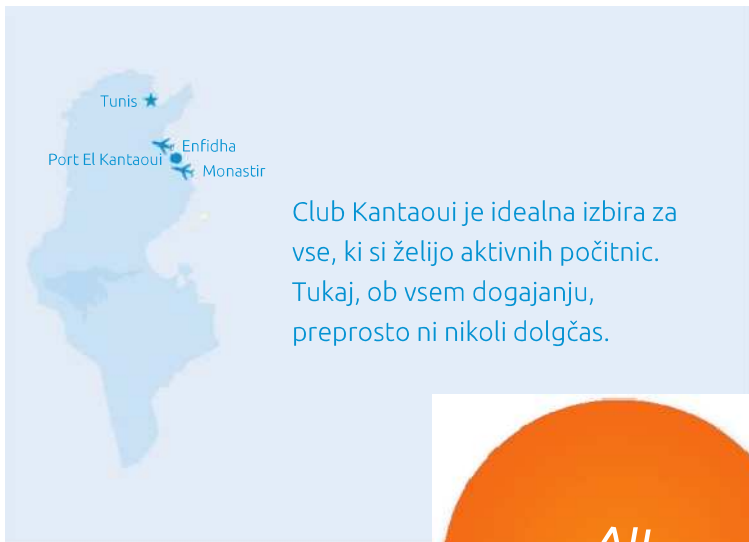 Tunis
Enfidha
Port El Kantaoui
Monastir
Club Kantaoui je idealna izbira za
vse, ki si želijo aktivnih počitnic.
Tukaj, ob vsem dogajanju,
preprosto ni nikoli dolgčas.
All